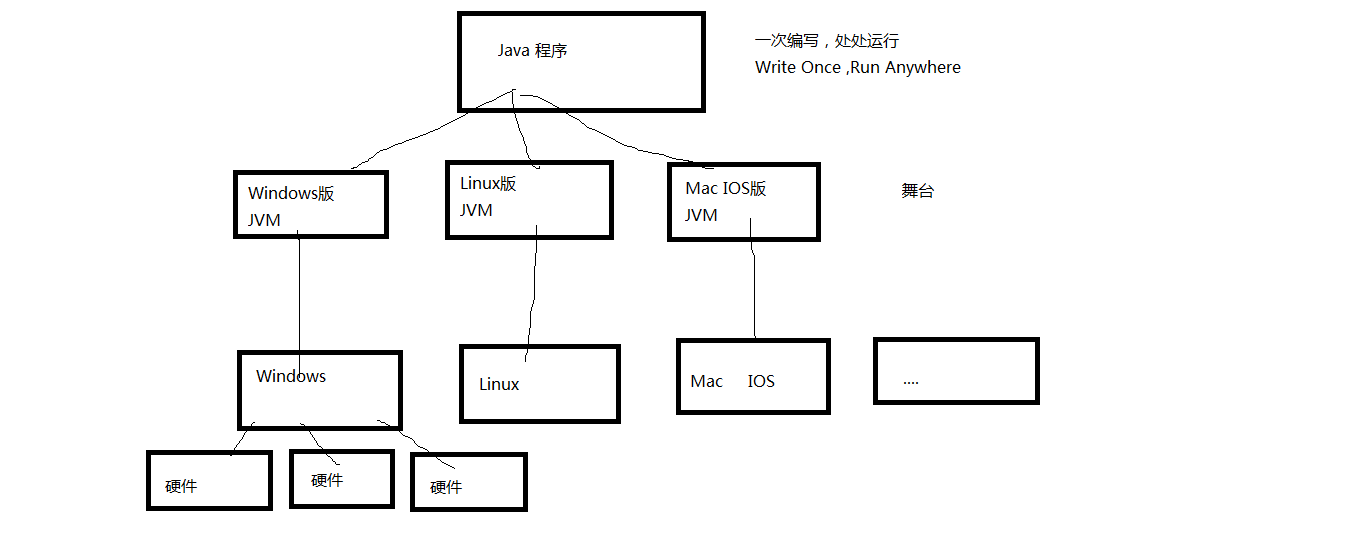 Java 程序
一次编写，处处运行
Write Once ,Run Anywhere
Windows版
JVM
Linux版
JVM
Mac IOS版
JVM
舞台
Windows
Linux
Mac IOS
....
硬件
硬件
硬件